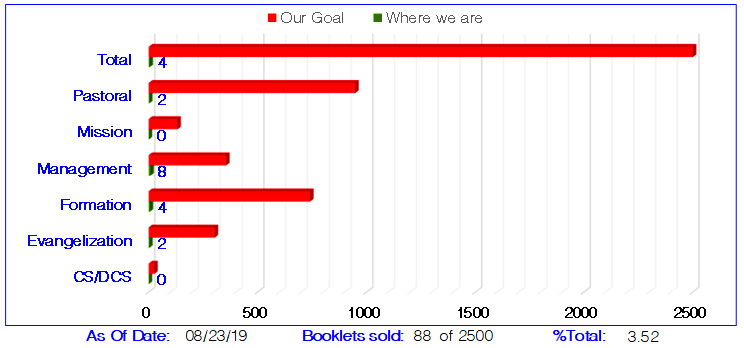 Our Goal Where we are
Total 4
Pastoral 2
Mission 0
Management 8
Formation 4
Evangelization 2
CS/DCS 0
0 500 1000 1500 2000 2500
As Of Date: 08/23/19 Booklets sold: 88 of 2500 %Total: 3.52